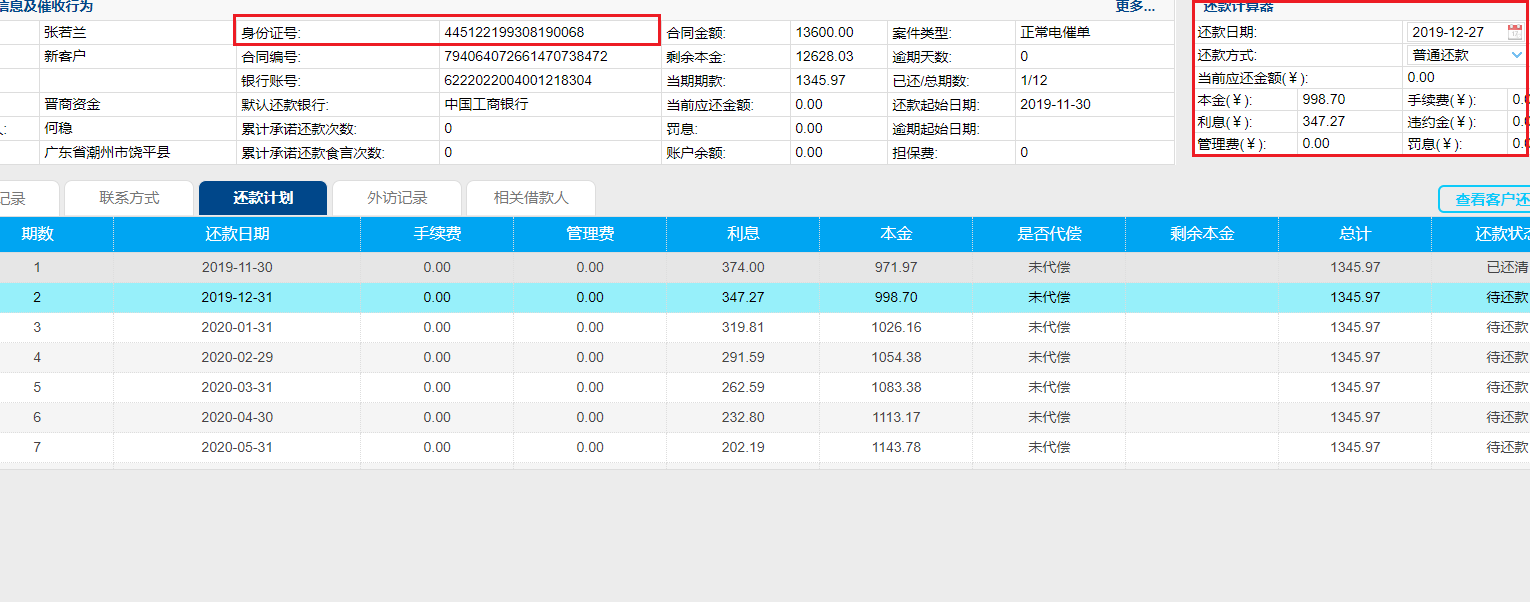 信息及催收行为 更多... 还款计算器
张若兰 身份证号: 445122199308190068 合同金额: 13600.00 案件类型: 正常电催单 还款日期: 2019-12-27
新客户 合同编号: 794064072661470738472 剩余本金: 12628.03 逾期天数: 0 还款方式: 普通还款
银行账号: 6222022004001218304 当期期款: 1345.97 已还/总期数: 1/12 当前应还金额(￥): 0.00
晋商资金 默认还款银行: 中国工商银行 当前应还金额: 0.00 还款起始日期: 2019-11-30 本金(￥): 998.70 手续费(￥): 0.0
何稳 累计承诺还款次数: 0 罚息: 0.00 逾期起始日期: 利息(￥): 347.27 违约金(￥): 0.0
广东省潮州市饶平县 累计承诺还款食言次数: 0 账户余额: 0.00 担保费: 0 管理费(￥): 0.00 罚息(￥): 0.0
记录 联系方式 还款计划 外访记录 相关借款人 查看客户还
期数 还款日期 手续费 管理费 利息 本金 是否代偿 剩余本金 总计 还款状态
1 2019-11-30 0.00 0.00 374.00 971.97 未代偿 1345.97 已还清
2 2019-12-31 0.00 0.00 347.27 998.70 未代偿 1345.97 待还款
3 2020-01-31 0.00 0.00 319.81 1026.16 未代偿 1345.97 待还款
4 2020-02-29 0.00 0.00 291.59 1054.38 未代偿 1345.97 待还款
5 2020-03-31 0.00 0.00 262.59 1083.38 未代偿 1345.97 待还款
6 2020-04-30 0.00 0.00 232.80 1113.17 未代偿 1345.97 待还款
7 2020-05-31 0.00 0.00 202.19 1143.78 未代偿 1345.97 待还款